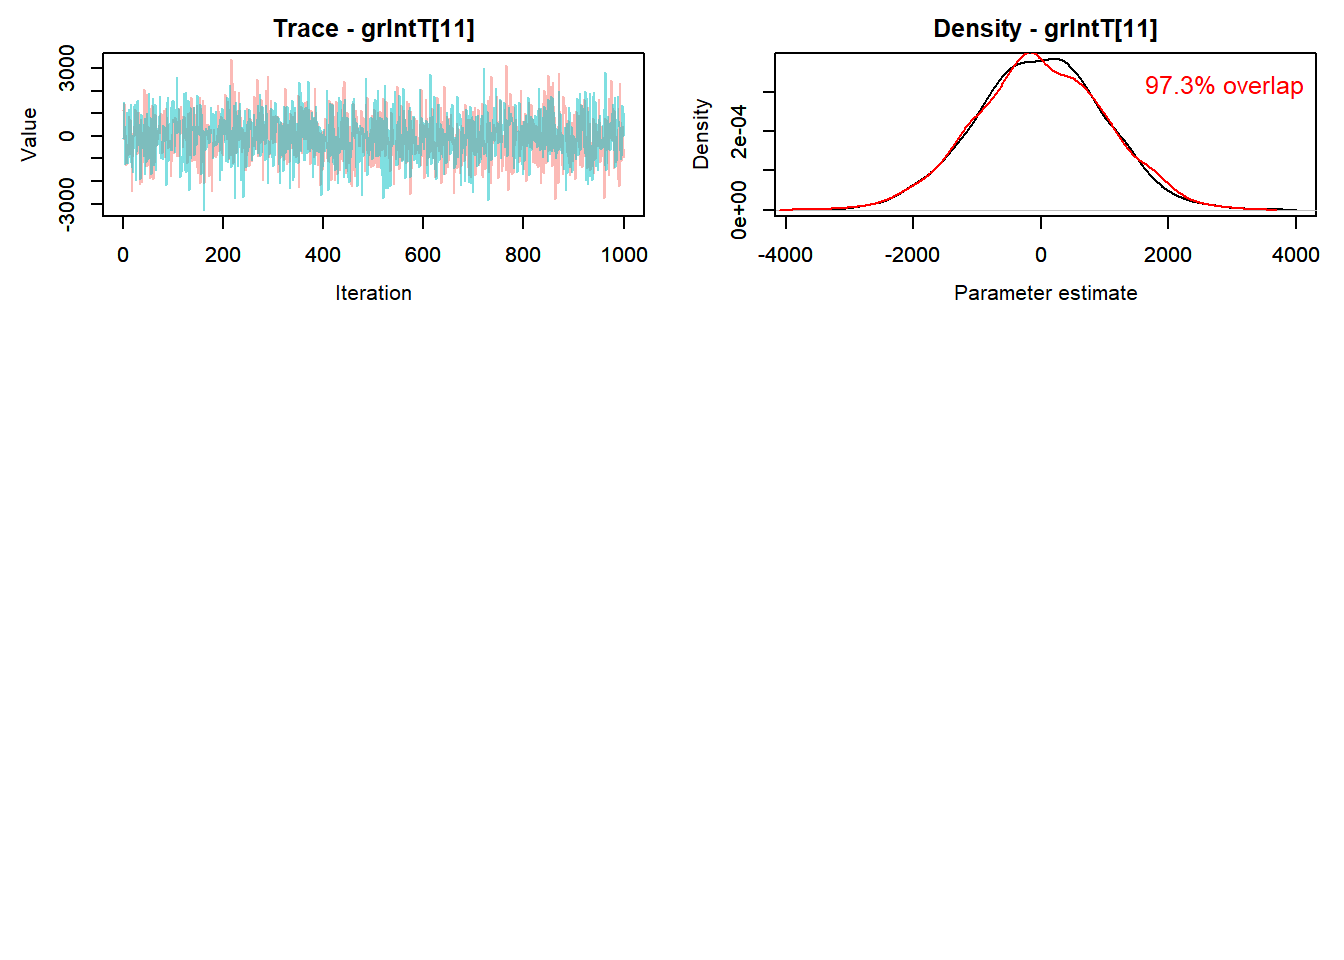 Trace - grIntT[11]
Value
3000
0
-3000
0 200 400 600 800 1000
Iteration
Density - grIntT[11]
97.3% overlap
Density
2e-04
0e+00
-4000 -2000 0 2000 4000
Parameter estimate